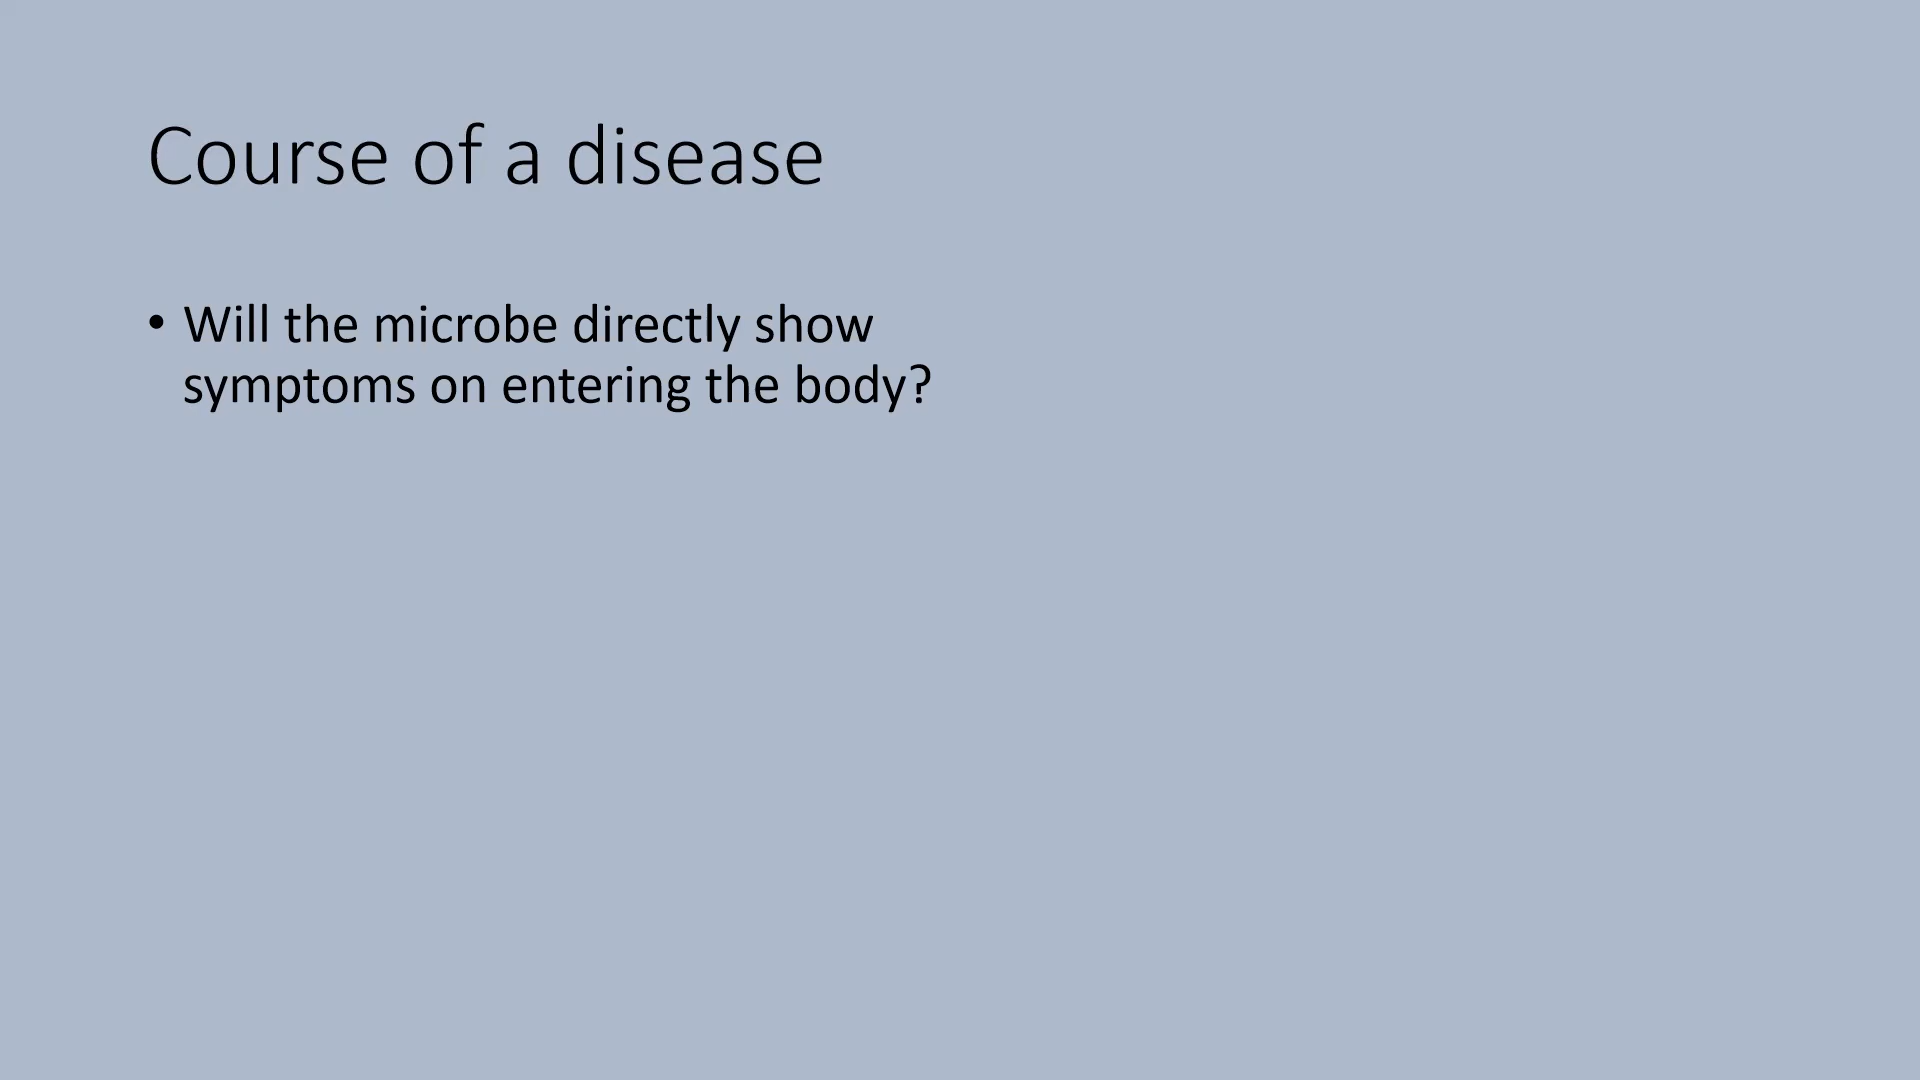 Course of a disease
• Will the microbe directly show
symptoms on entering the body?